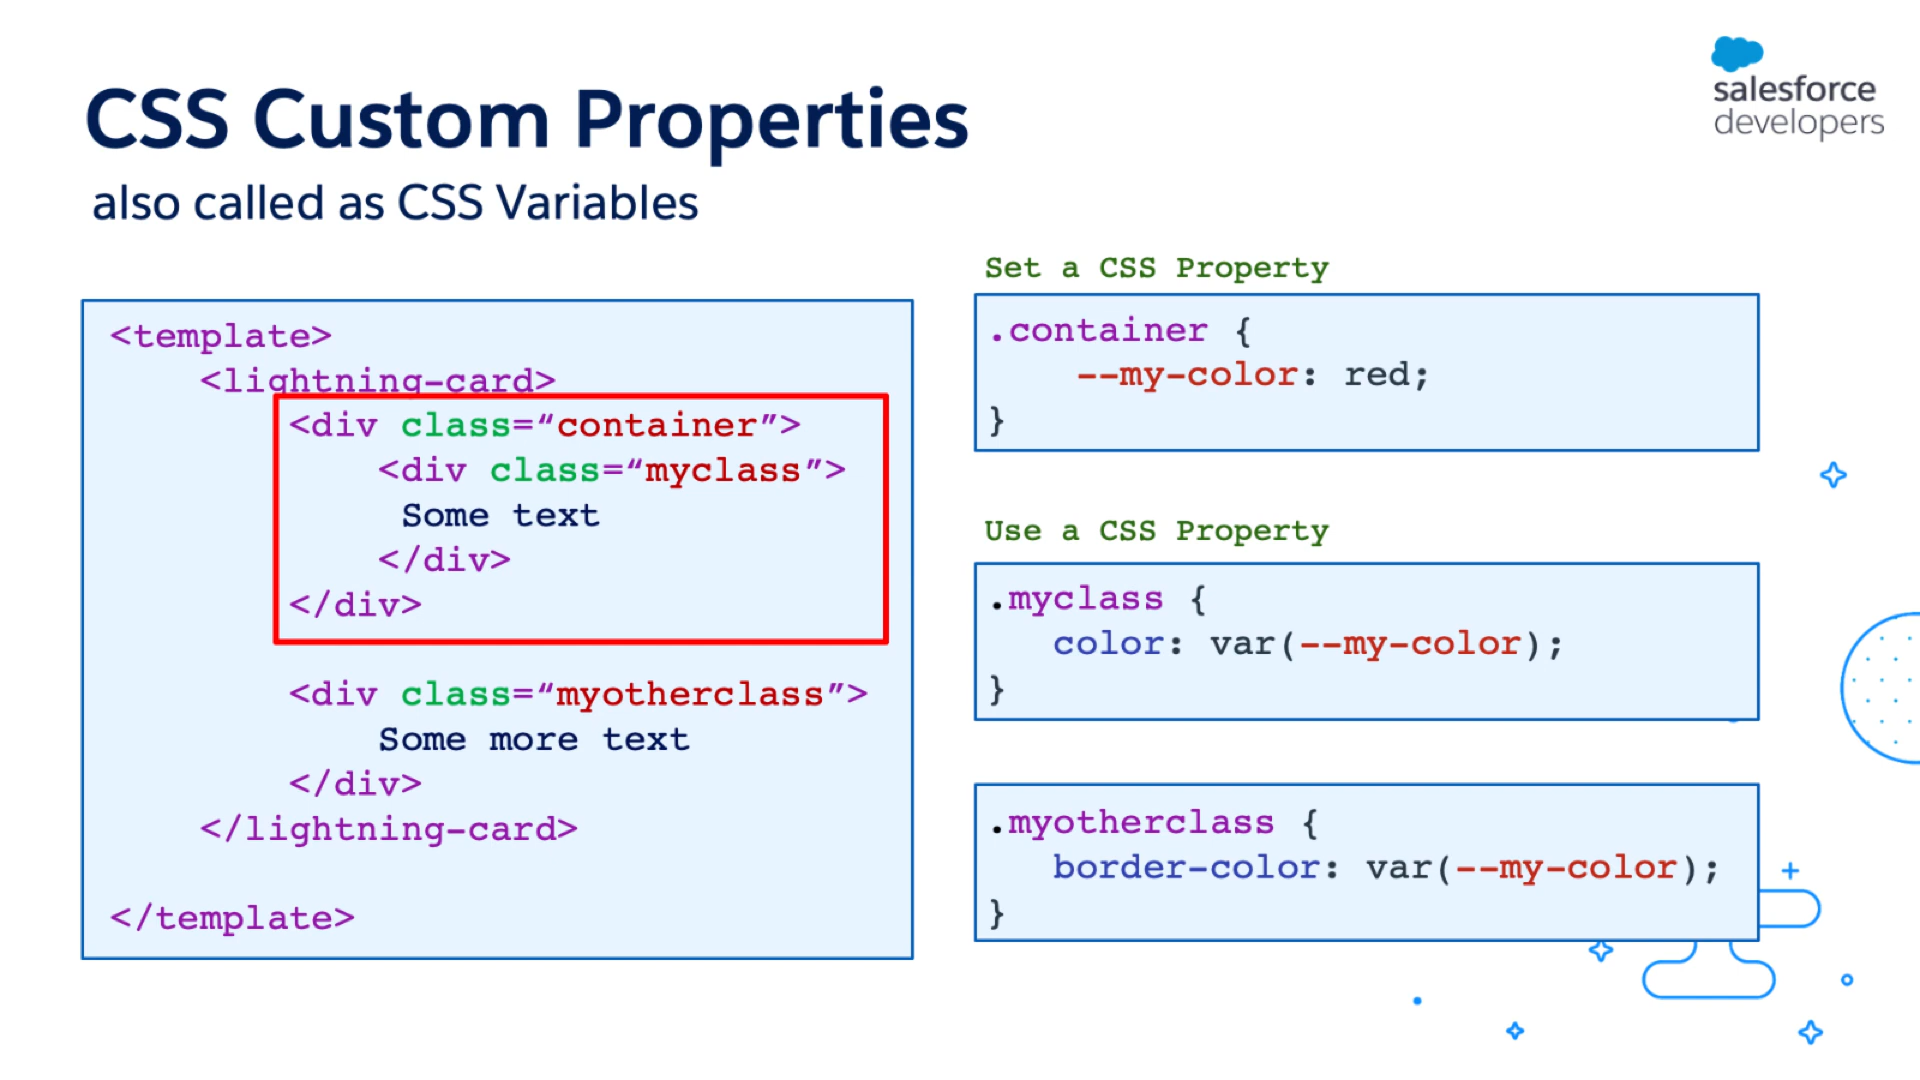 salesforce
developers
CSS Custom Properties
also called as CSS Variables
<template>
<lightning-card>
<div class=“container”>
<div class=“myclass”>
Some text
</div>
</div>
<div class=“myotherclass”>
Some more text
</div>
</lightning-card>
</template>
Set a CSS Property
.container {
--my-color: red;
}
Use a CSS Property
.myclass {
color: var(--my-color);
}
.myotherclass {
border-color: var(--my-color);
}